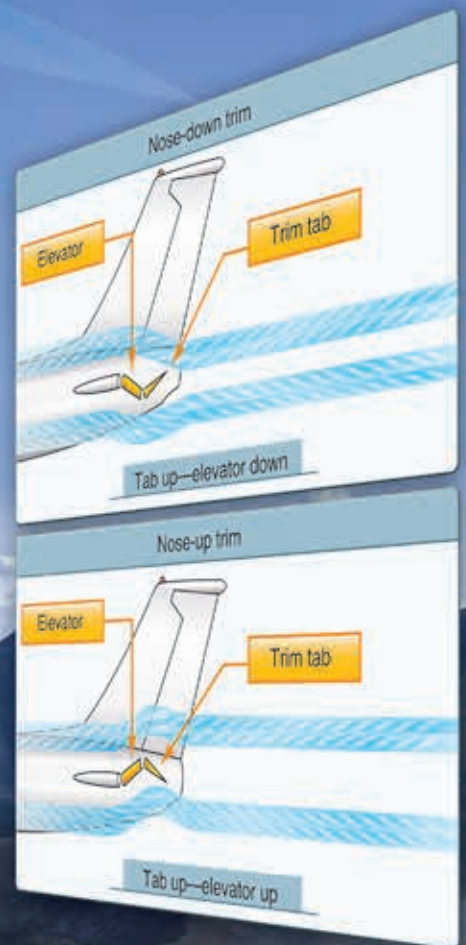 Nose-down trim
Elevator
Trim tab
Tab up—elevator down
Nose-up trim
Elevator
Trim tab
Tab up—elevator up